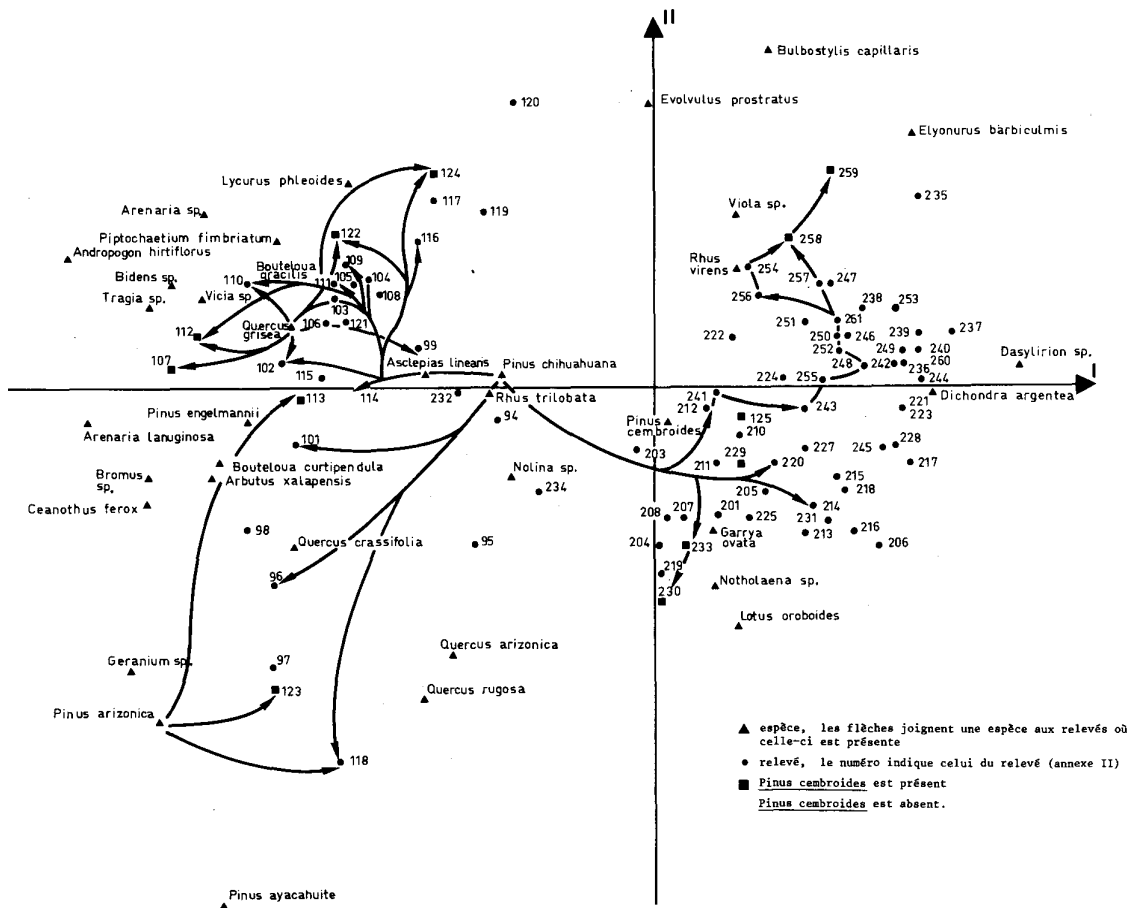 II
Bulbostylis capillaris
120
Evolvulus prostratus
Elyonurus barbiculmis
124
259
Lycurus phleoides
117
235
Arenaria sp.
119
Viola sp.
122
116
258
Piptochaetium fimbriatum
Andropogon hirtiflorus
109
Bouteloua gracilis
Rhus virens
254
Bidens sp.
110
111
105
104
257
247
Tragia sp.
Vicia sp
108
256
103
238
253
Quercus grisea
106
121
251
261
112
222
250
246
239
237
107
99
252
249
240
102
248
242
260
Dasylirion sp.
115
Asclepias linearis
Pinus chihuahuana
224
255
236
244
I
113
114
232
Rhus trilobata
241
Dichondra argentea
Pinus engelmannii
94
212
125
243
221
223
Arenaria lanuginosa
Pinus cembroides
210
101
203
227
245
228
Bouteloua curtipendula
211
229
220
217
Bromus sp.
Arbutus xalapensis
Nolina sp.
215
Ceanothus ferox
234
205
218
214
208
207
201
225
231
98
Garrya ovata
213
216
Quercus crassifolia
95
204
233
206
96
219
230
Notholaena sp.
Lotus oroboides
Quercus arizonica
Geranium sp.
97
123
Quercus rugosa
Pinus arizonica
118
espèce, les flèches joignent une espèce aux relevés où
celle-ci est présente
relevé, le numéro indique celui du relevé (annexe II)
Pinus cembroides est présent
Pinus cembroides est absent.
Pinus ayacahuite